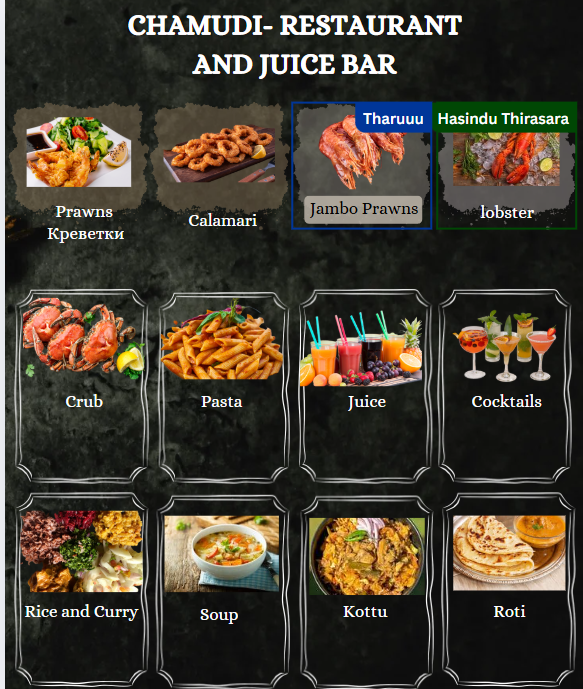 CHAMUDI- RESTAURANT
AND JUICE BAR
Tharuuu
Hasindu Thirasara
Prawns
Креветки
Calamari
Jambo Prawns
lobster
Crub
Pasta
Juice
Cocktails
Rice and Curry
Soup
Kottu
Roti